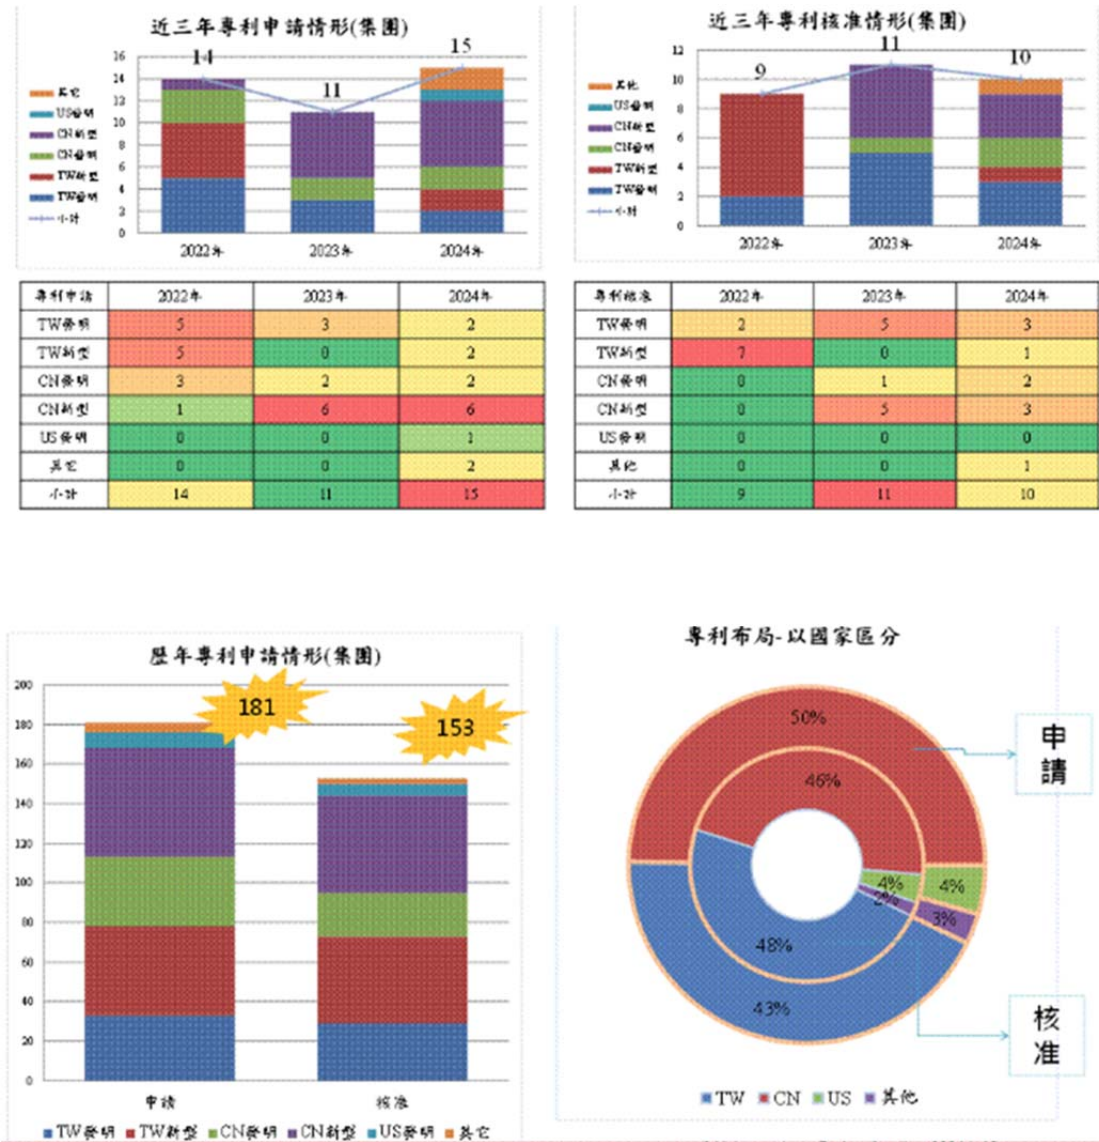 近三年專利申請情形(集團)
14
11
15
16
14
12
10
8
6
4
2
0
其它
US發明
CN新型
CN發明
TW新型
TW發明
小計
2022年 2023年 2024年
近三年專利核准情形(集團)
9
11
10
12
10
8
6
4
2
0
其他
US發明
CN新型
CN發明
TW新型
TW發明
小計
2022年 2023年 2024年
專利申請 2022年 2023年 2024年
TW發明 5 3 2
TW新型 5 0 2
CN發明 3 2 2
CN新型 1 6 6
US發明 0 0 1
其它 0 0 2
小計 14 11 15
專利核准 2022年 2023年 2024年
TW發明 2 5 3
TW新型 7 0 1
CN發明 0 1 2
CN新型 0 5 3
US發明 0 0 0
其他 0 0 1
小計 9 11 10
歷年專利申請情形(集團)
181
153
200
180
160
140
120
100
80
60
40
20
0
申請 核准
TW發明 TW新型 CN發明 CN新型 US發明 其它
專利布局-以國家區分
50%
46%
4%
4%
2%
3%
48%
43%
申請
核准
TW CN US 其他